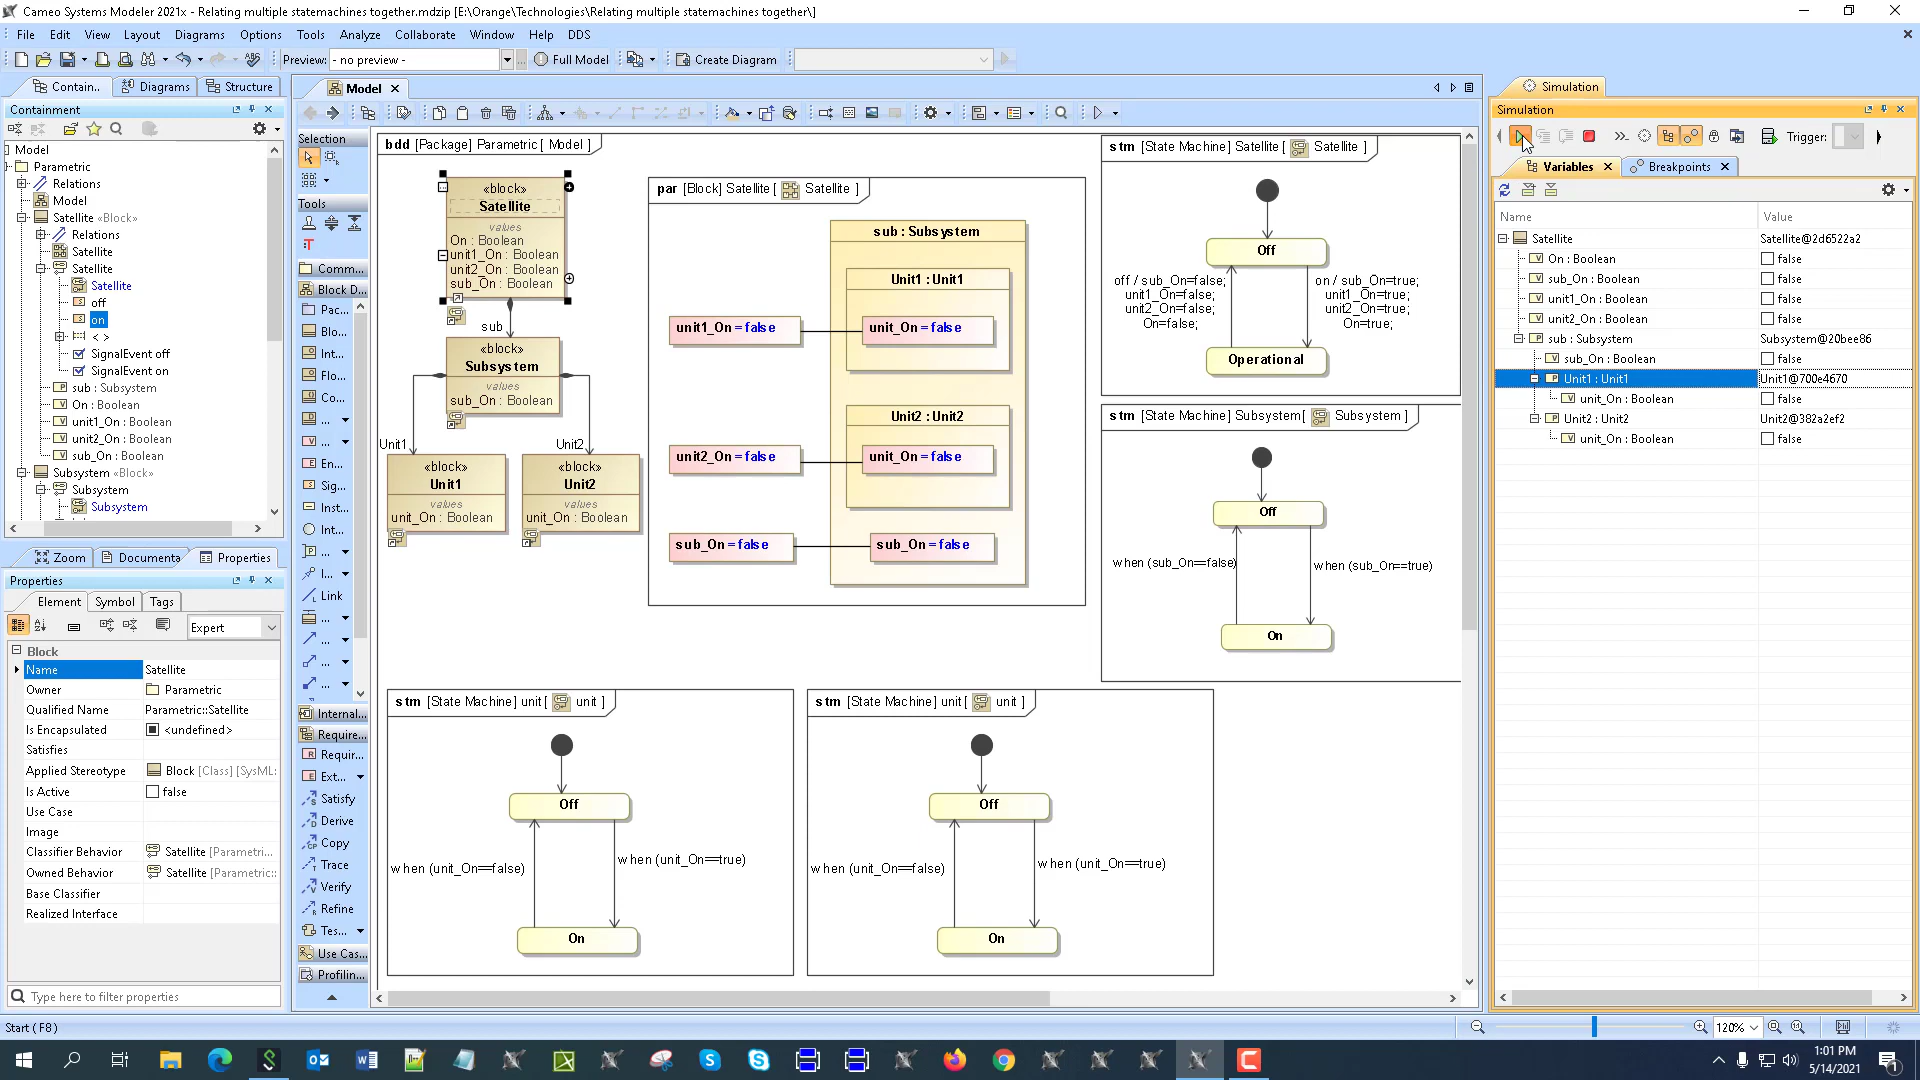 Cameo Systems Modeler 2021x - Relating multiple statemachines together.mdzip [E:\Orange\Technologies\Relating multiple statemachines together\]
File Edit View Layout Diagrams Options Tools Analyze Collaborate Window Help DDS
Preview: - no preview - ... Full Model Create Diagram
Contain.. Diagrams Structure
Containment
Model
Parametric
Relations
Model
Satellite «Block»
Relations
Satellite
Satellite
Satellite
off
on
< >
SignalEvent off
SignalEvent on
sub : Subsystem
On : Boolean
unit1_On : Boolean
unit2_On : Boolean
sub_On : Boolean
Subsystem «Block»
Subsystem
Subsystem
Zoom Documenta Properties
Properties
Element Symbol Tags
Expert
Block
Name Satellite
Owner Parametric
Qualified Name Parametric::Satellite
Is Encapsulated <undefined>
Satisfies
Applied Stereotype Block [Class] [SysML:
Is Active false
Use Case
Image
Classifier Behavior Satellite [Parametri...
Owned Behavior Satellite [Parametric::
Base Classifier
Realized Interface
Type here to filter properties
Model
Selection
Tools
Comm...
Block D...
Pac...
Blo...
Int...
Flo...
Co...
...
...
En...
Sig...
Inst...
Int...
...
I...
Link
...
...
...
...
Internal...
Require...
Requir...
Ext...
Satisfy
Derive
Copy
Trace
Verify
Refine
Tes...
Use Cas...
Profilin...
bdd [Package] Parametric [ Model ]
«block»
Satellite
values
On : Boolean
unit1_On : Boolean
unit2_On : Boolean
sub_On : Boolean
sub
«block»
Subsystem
values
sub_On : Boolean
Unit1
Unit2
«block»
Unit1
values
unit_On : Boolean
«block»
Unit2
values
unit_On : Boolean
par [Block] Satellite [ Satellite ]
sub : Subsystem
Unit1 : Unit1
unit1_On = false
unit_On = false
Unit2 : Unit2
unit2_On = false
unit_On = false
sub_On = false
sub_On = false
stm [State Machine] Satellite [ Satellite ]
Off
off / sub_On=false;
unit1_On=false;
unit2_On=false;
On=false;
on / sub_On=true;
unit1_On=true;
unit2_On=true;
On=true;
Operational
stm [State Machine] Subsystem[ Subsystem ]
Off
when (sub_On==false)
when (sub_On==true)
On
stm [State Machine] unit [ unit ]
Off
when (unit_On==false)
when (unit_On==true)
On
stm [State Machine] unit [ unit ]
Off
when (unit_On==false)
when (unit_On==true)
On
Simulation
Simulation
Trigger:
Variables Breakpoints
Name Value
Satellite Satellite@2d6522a2
On : Boolean false
sub_On : Boolean false
unit1_On : Boolean false
unit2_On : Boolean false
sub : Subsystem Subsystem@20bee86
sub_On : Boolean false
Unit1 : Unit1 Unit1@700e4670
unit_On : Boolean false
Unit2 : Unit2 Unit2@382a2ef2
unit_On : Boolean false
Start ( F8 )
120%
1:01 PM
5/14/2021
1